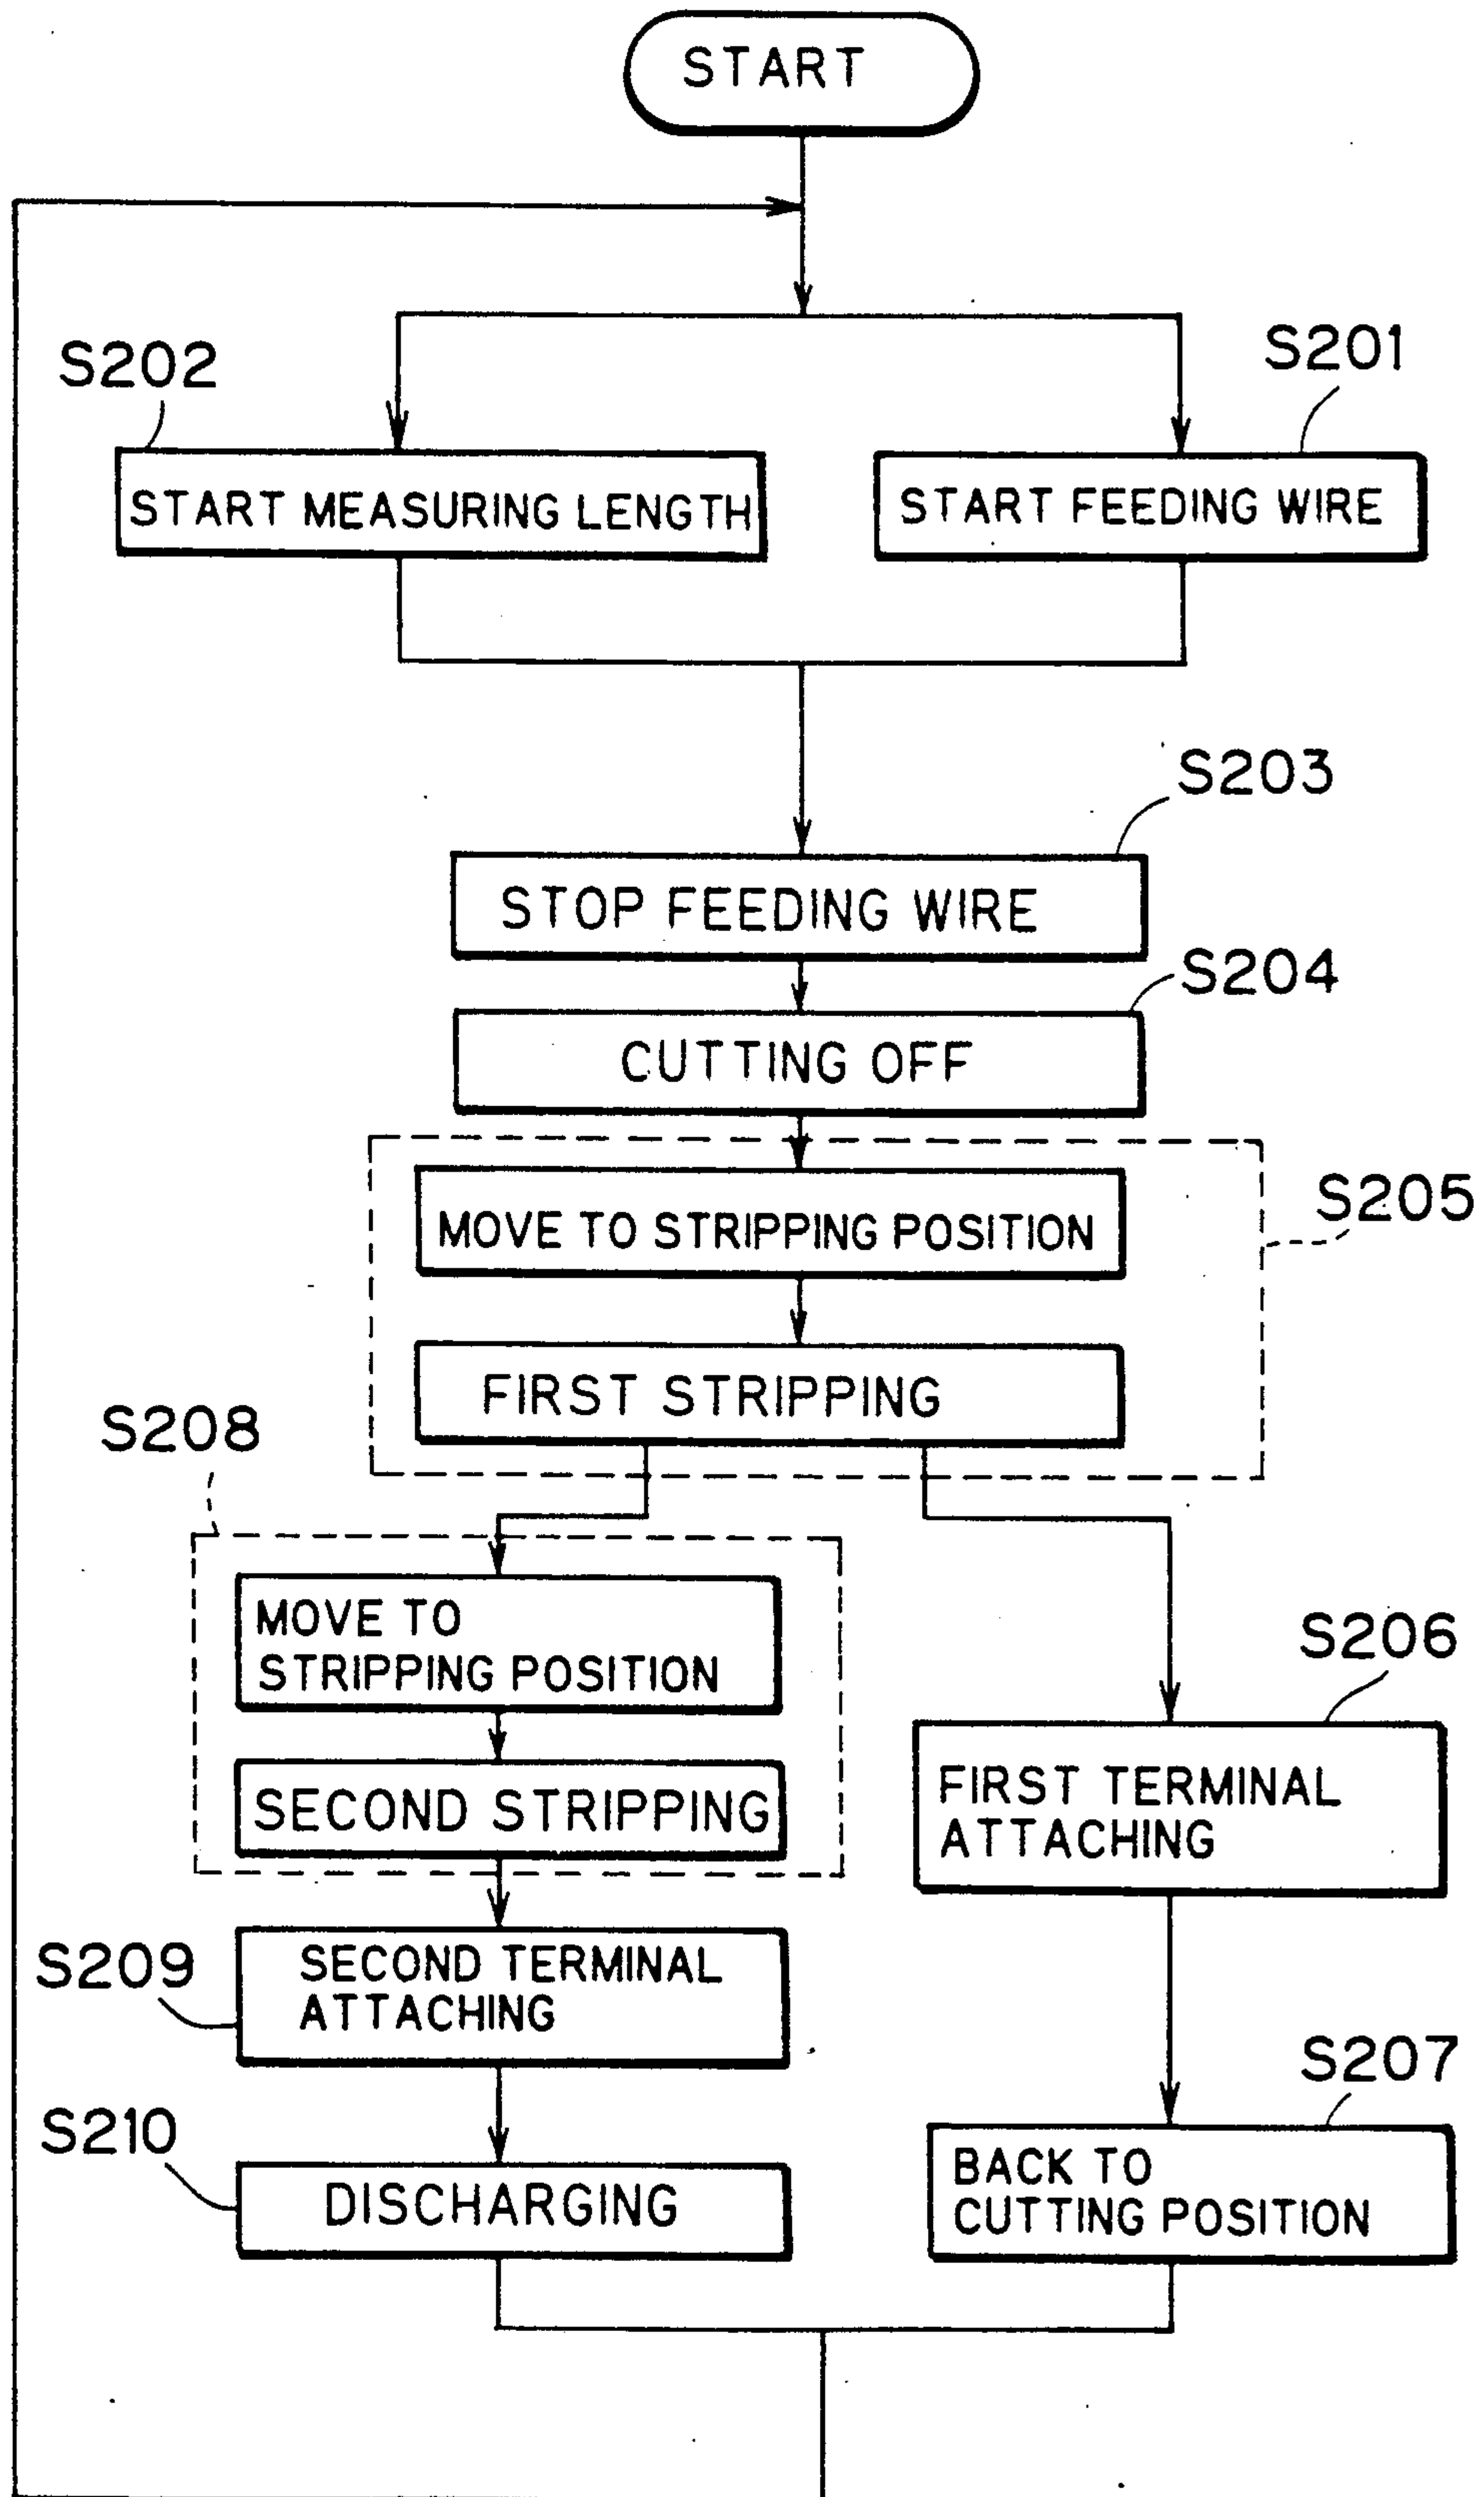 START
S202
S201
START MEASURING LENGTH
START FEEDING WIRE
S203
STOP FEEDING WIRE
S204
CUTTING OFF
S205
MOVE TO STRIPPING POSITION
FIRST STRIPPING
S208
MOVE TO
STRIPPING POSITION
SECOND STRIPPING
S206
FIRST TERMINAL
ATTACHING
S209
SECOND TERMINAL
ATTACHING
S207
BACK TO
CUTTING POSITION
S210
DISCHARGING